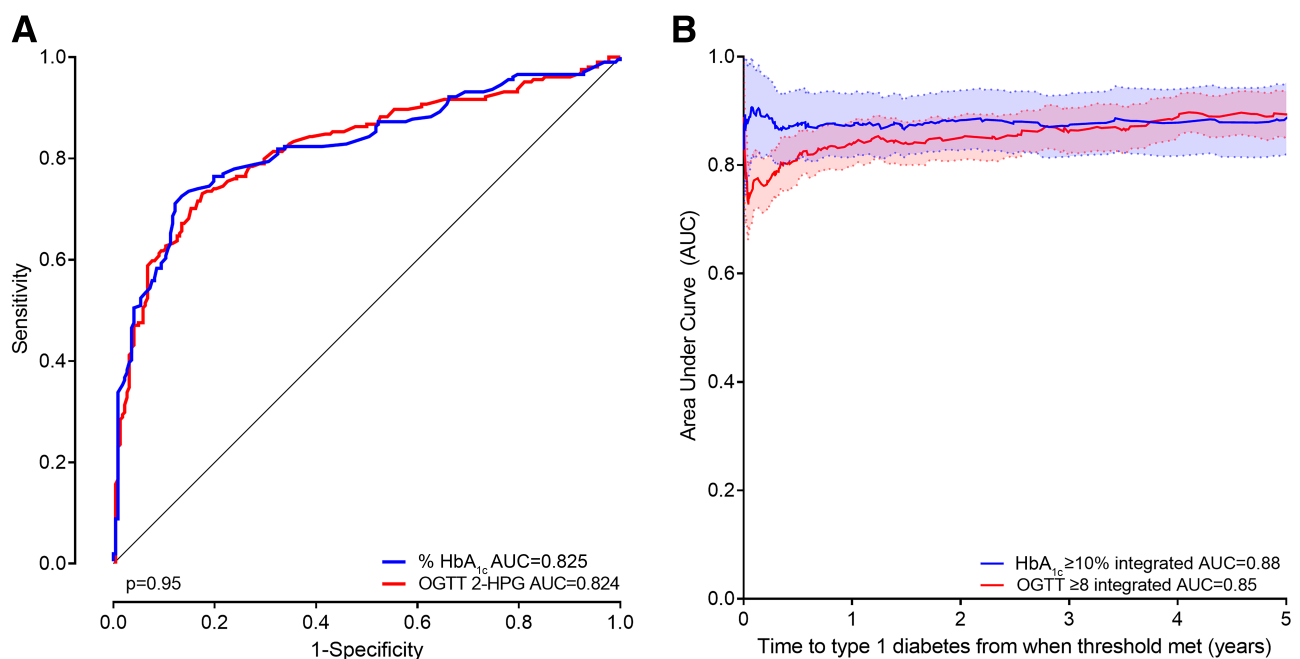 A
1.0
0.8
0.6
0.4
0.2
0.0
Sensitivity
p=0.95
% HbA1c AUC=0.825
OGTT 2-HPG AUC=0.824
0.0 0.2 0.4 0.6 0.8 1.0
1-Specificity
B
1.0
0.8
0.6
0.4
0.2
0.0
Area Under Curve (AUC)
HbA1c≥10% integrated AUC=0.88
OGTT ≥8 integrated AUC=0.85
0 1 2 3 4 5
Time to type 1 diabetes from when threshold met (years)